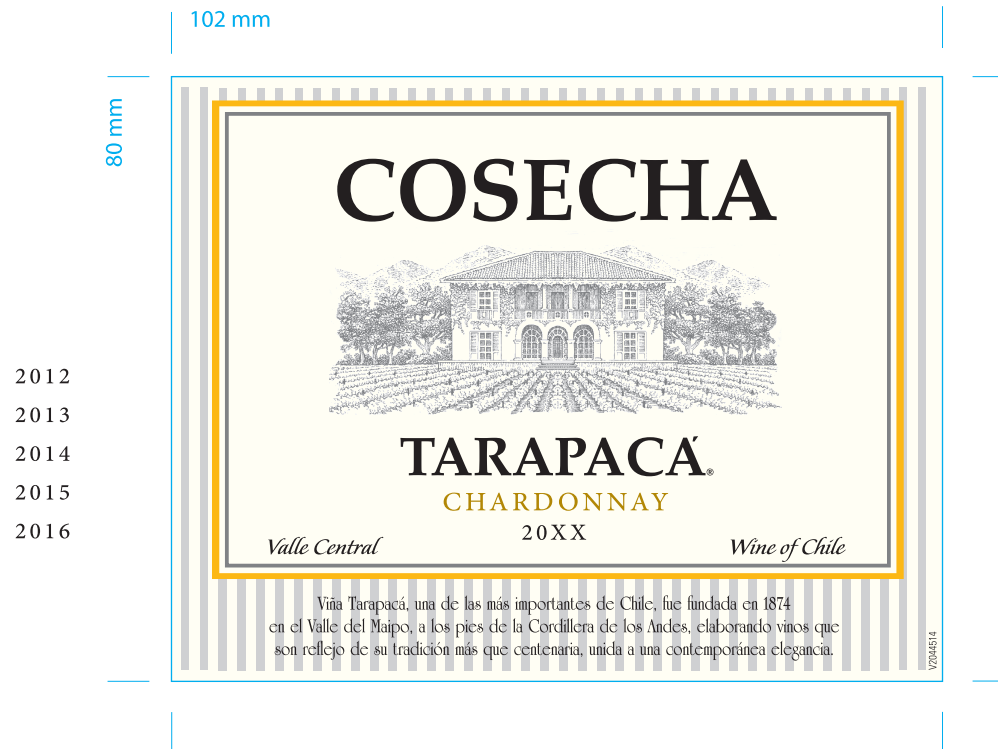 102 mm
80 mm
COSECHA
TARAPACÁ®
CHARDONNAY
20XX
Valle Central
Wine of Chile
Viña Tarapacá, una de las más importantes de Chile, fue fundada en 1874
en el Valle del Maipo, a los pies de la Cordillera de los Andes, elaborando vinos que
son reflejo de su tradición más que centenaria, unida a una contemporánea elegancia.
V2044514
2012
2013
2014
2015
2016